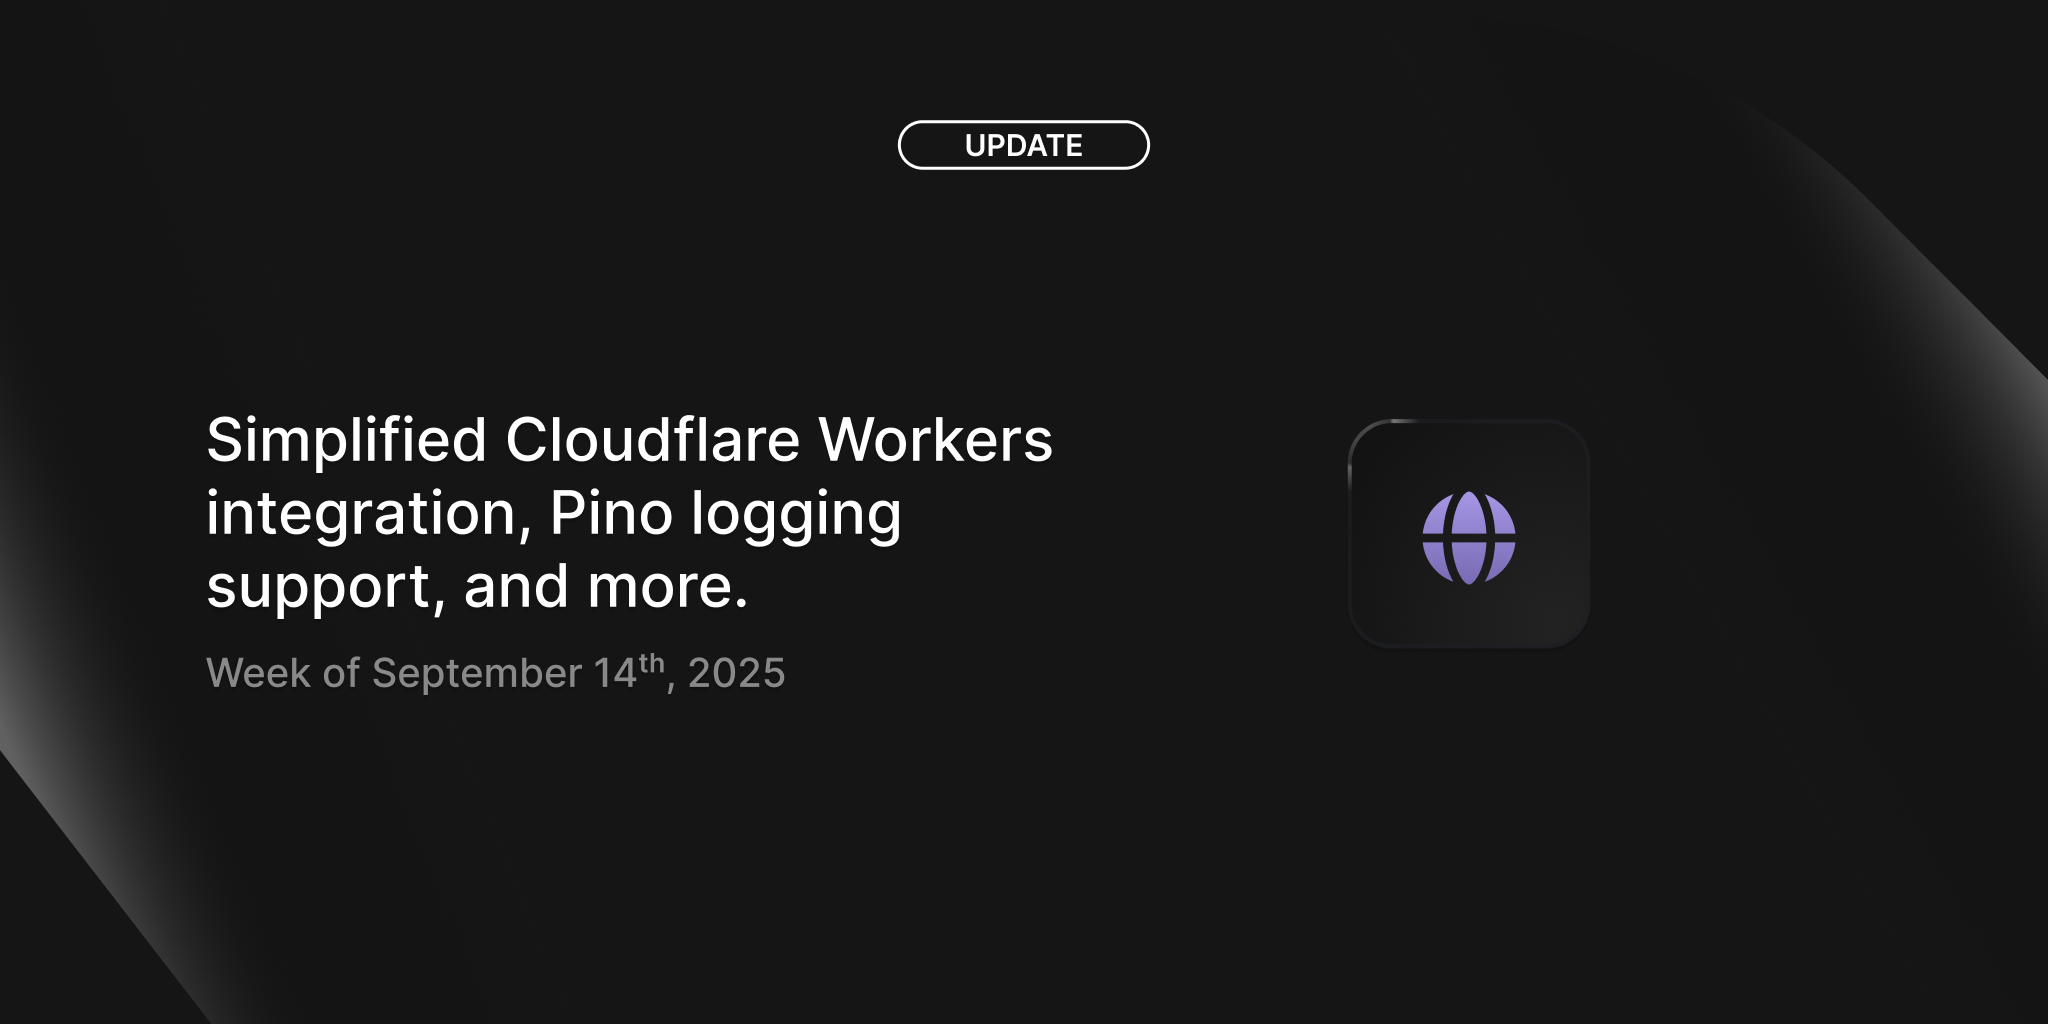 UPDATE
Simplified Cloudflare Workers
integration, Pino logging
support, and more.
Week of September 14th, 2025